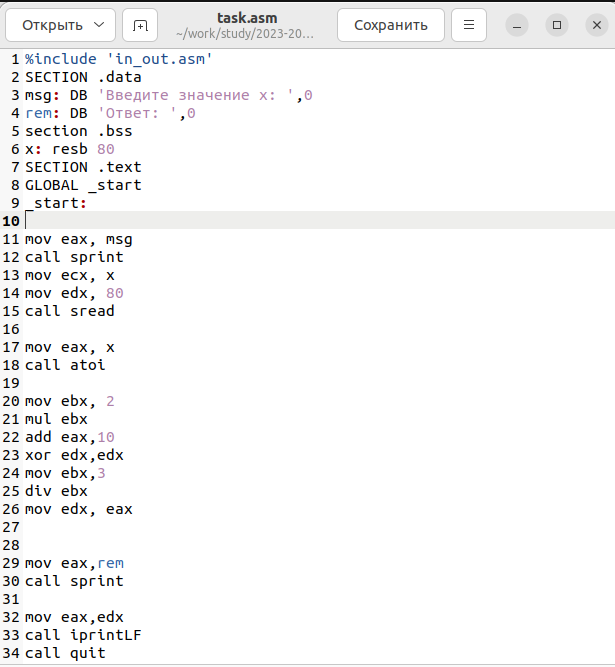 Открыть
task.asm
~/work/study/2023-20...
Сохранить
1 %include 'in_out.asm'
2 SECTION .data
3 msg: DB 'Введите значение x: ',0
4 rem: DB 'Ответ: ',0
5 section .bss
6 x: resb 80
7 SECTION .text
8 GLOBAL _start
9 _start:
10
11 mov eax, msg
12 call sprint
13 mov ecx, x
14 mov edx, 80
15 call sread
16
17 mov eax, x
18 call atoi
19
20 mov ebx, 2
21 mul ebx
22 add eax,10
23 xor edx,edx
24 mov ebx,3
25 div ebx
26 mov edx, eax
27
28
29 mov eax,rem
30 call sprint
31
32 mov eax,edx
33 call iprintLF
34 call quit